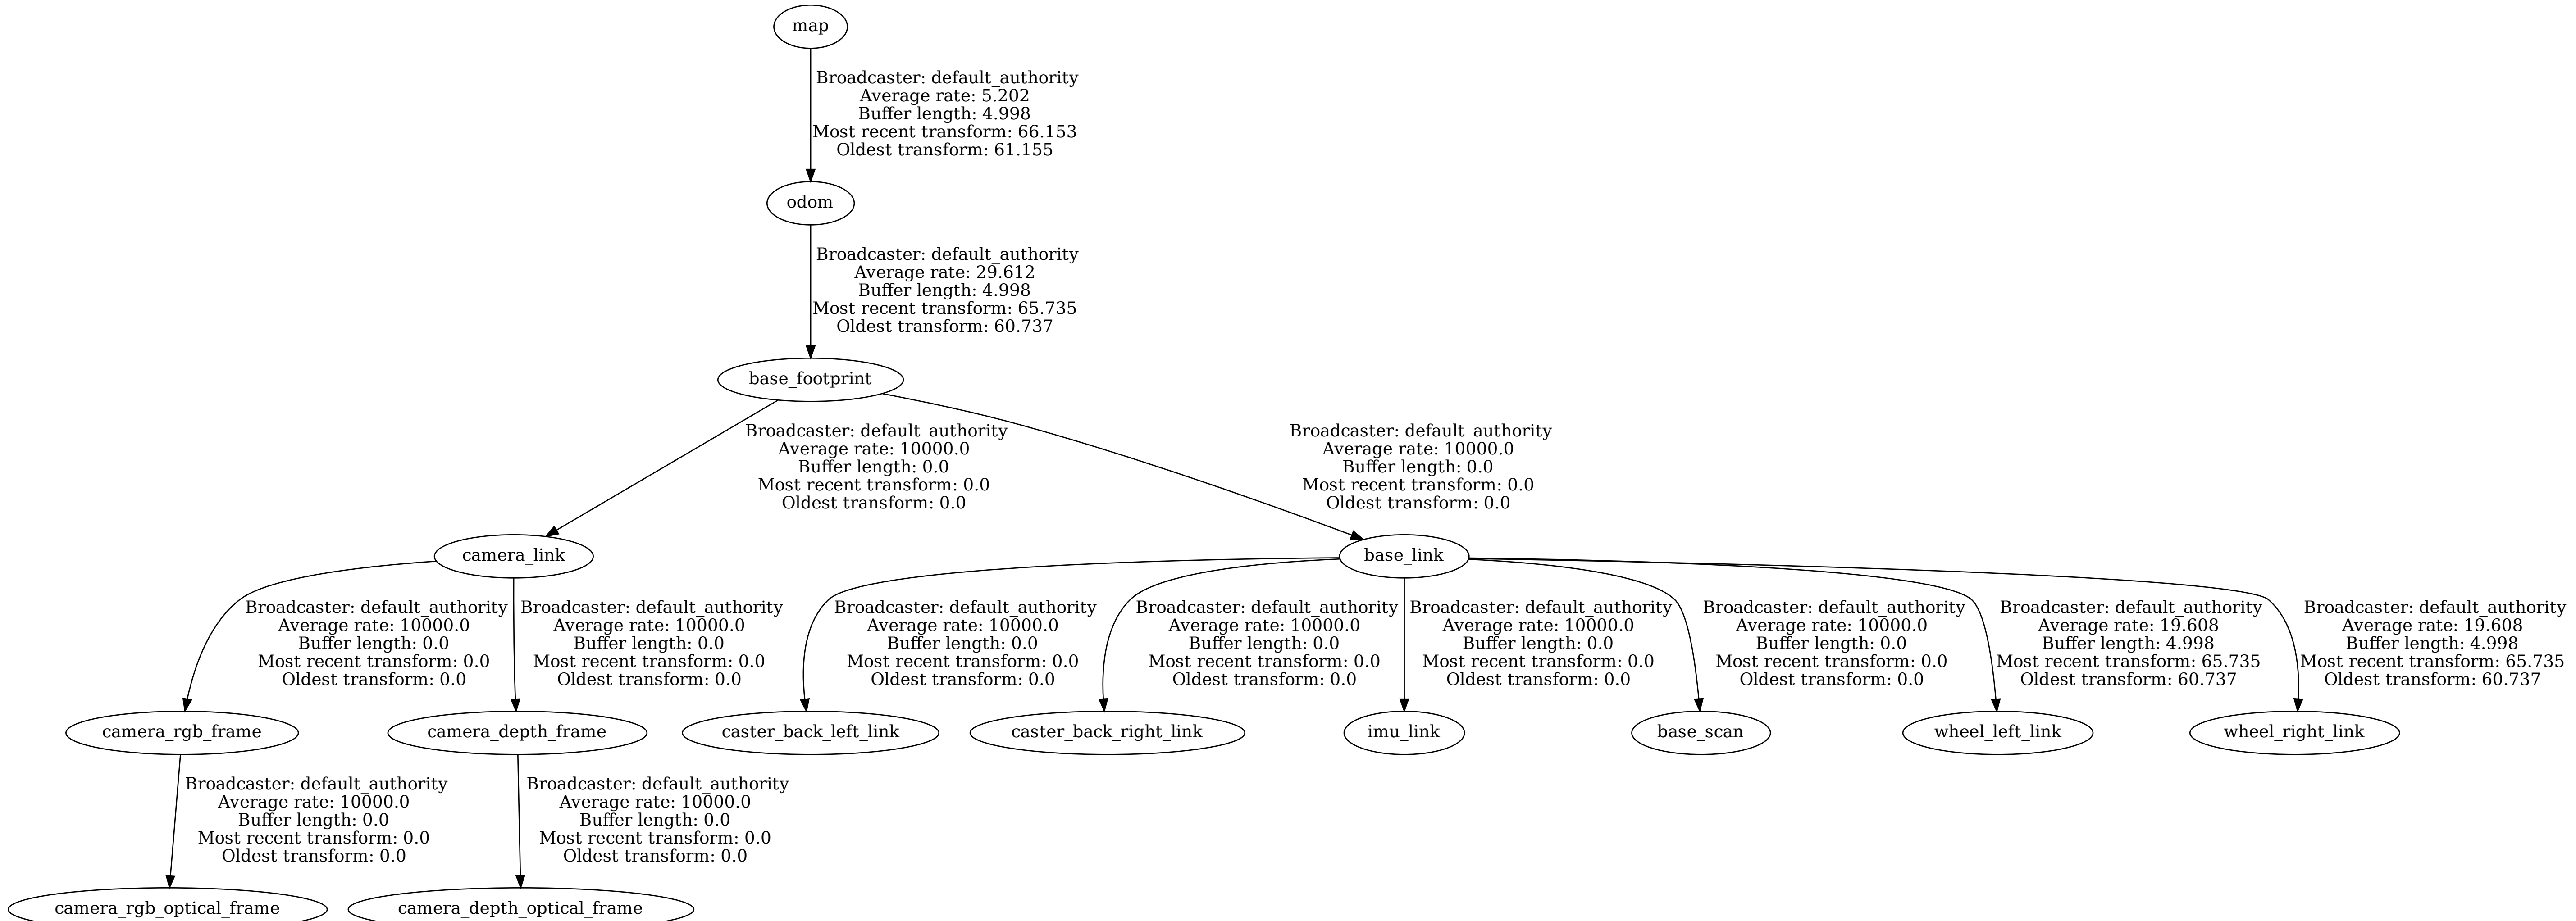 map
Broadcaster: default_authority
Average rate: 5.202
Buffer length: 4.998
Most recent transform: 66.153
Oldest transform: 61.155
odom
Broadcaster: default_authority
Average rate: 29.612
Buffer length: 4.998
Most recent transform: 65.735
Oldest transform: 60.737
base_footprint
Broadcaster: default_authority
Average rate: 10000.0
Buffer length: 0.0
Most recent transform: 0.0
Oldest transform: 0.0
Broadcaster: default_authority
Average rate: 10000.0
Buffer length: 0.0
Most recent transform: 0.0
Oldest transform: 0.0
camera_link
base_link
Broadcaster: default_authority
Average rate: 10000.0
Buffer length: 0.0
Most recent transform: 0.0
Oldest transform: 0.0
Broadcaster: default_authority
Average rate: 10000.0
Buffer length: 0.0
Most recent transform: 0.0
Oldest transform: 0.0
Broadcaster: default_authority
Average rate: 10000.0
Buffer length: 0.0
Most recent transform: 0.0
Oldest transform: 0.0
Broadcaster: default_authority
Average rate: 10000.0
Buffer length: 0.0
Most recent transform: 0.0
Oldest transform: 0.0
Broadcaster: default_authority
Average rate: 10000.0
Buffer length: 0.0
Most recent transform: 0.0
Oldest transform: 0.0
Broadcaster: default_authority
Average rate: 10000.0
Buffer length: 0.0
Most recent transform: 0.0
Oldest transform: 0.0
Broadcaster: default_authority
Average rate: 19.608
Buffer length: 4.998
Most recent transform: 65.735
Oldest transform: 60.737
Broadcaster: default_authority
Average rate: 19.608
Buffer length: 4.998
Most recent transform: 65.735
Oldest transform: 60.737
camera_rgb_frame
camera_depth_frame
caster_back_left_link
caster_back_right_link
imu_link
base_scan
wheel_left_link
wheel_right_link
Broadcaster: default_authority
Average rate: 10000.0
Buffer length: 0.0
Most recent transform: 0.0
Oldest transform: 0.0
Broadcaster: default_authority
Average rate: 10000.0
Buffer length: 0.0
Most recent transform: 0.0
Oldest transform: 0.0
camera_rgb_optical_frame
camera_depth_optical_frame